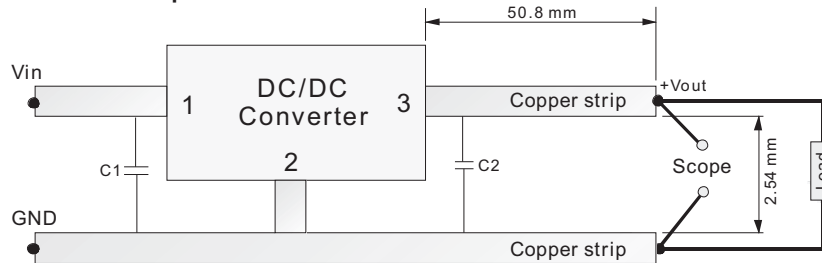 50.8 mm
Vin
DC/DC
Converter
1
3
2
Copper strip
+Vout
C1
C2
Scope
2.54 mm
Load
GND
Copper strip